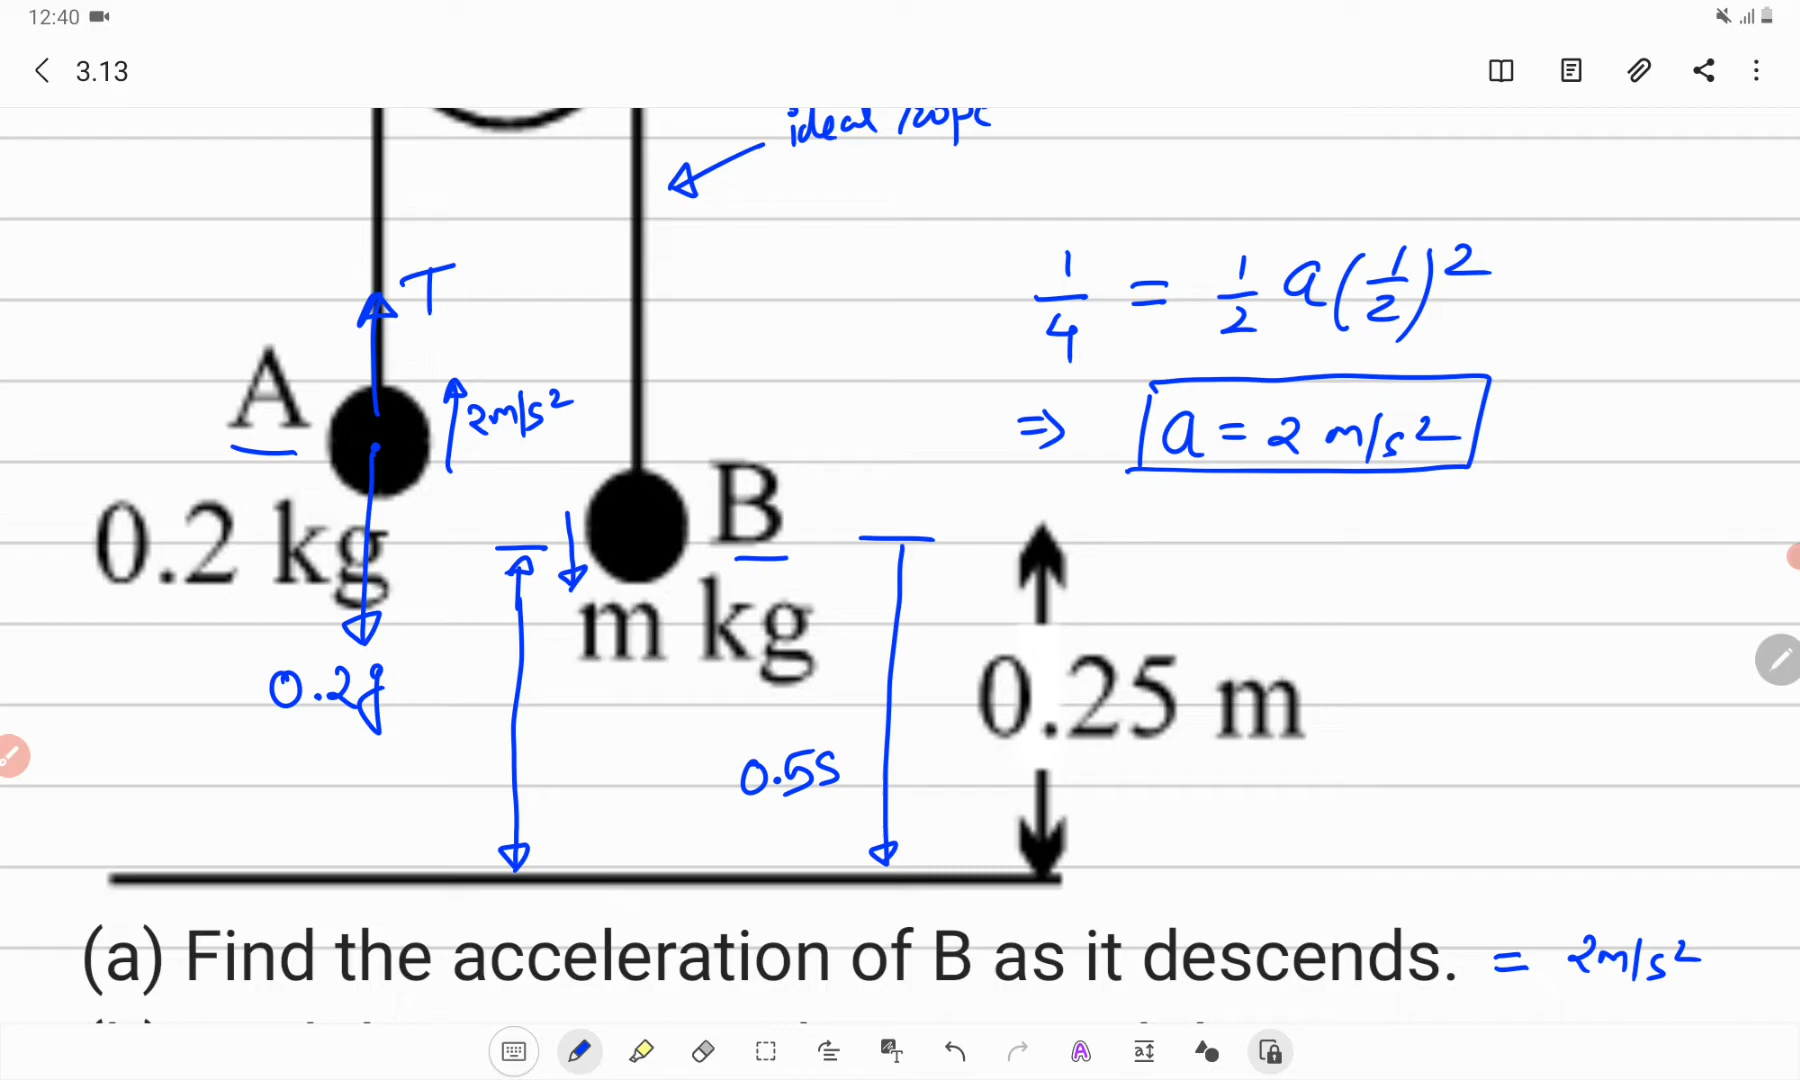 12:40
3.13
ideal rope
T
1/4 = 1/2 a(1/2)²
A
2m/s²
⇒ a = 2 m/s²
B
0.2 kg
m kg
0.2g
0.25 m
0.5s
(a) Find the acceleration of B as it descends. = 2m/s²